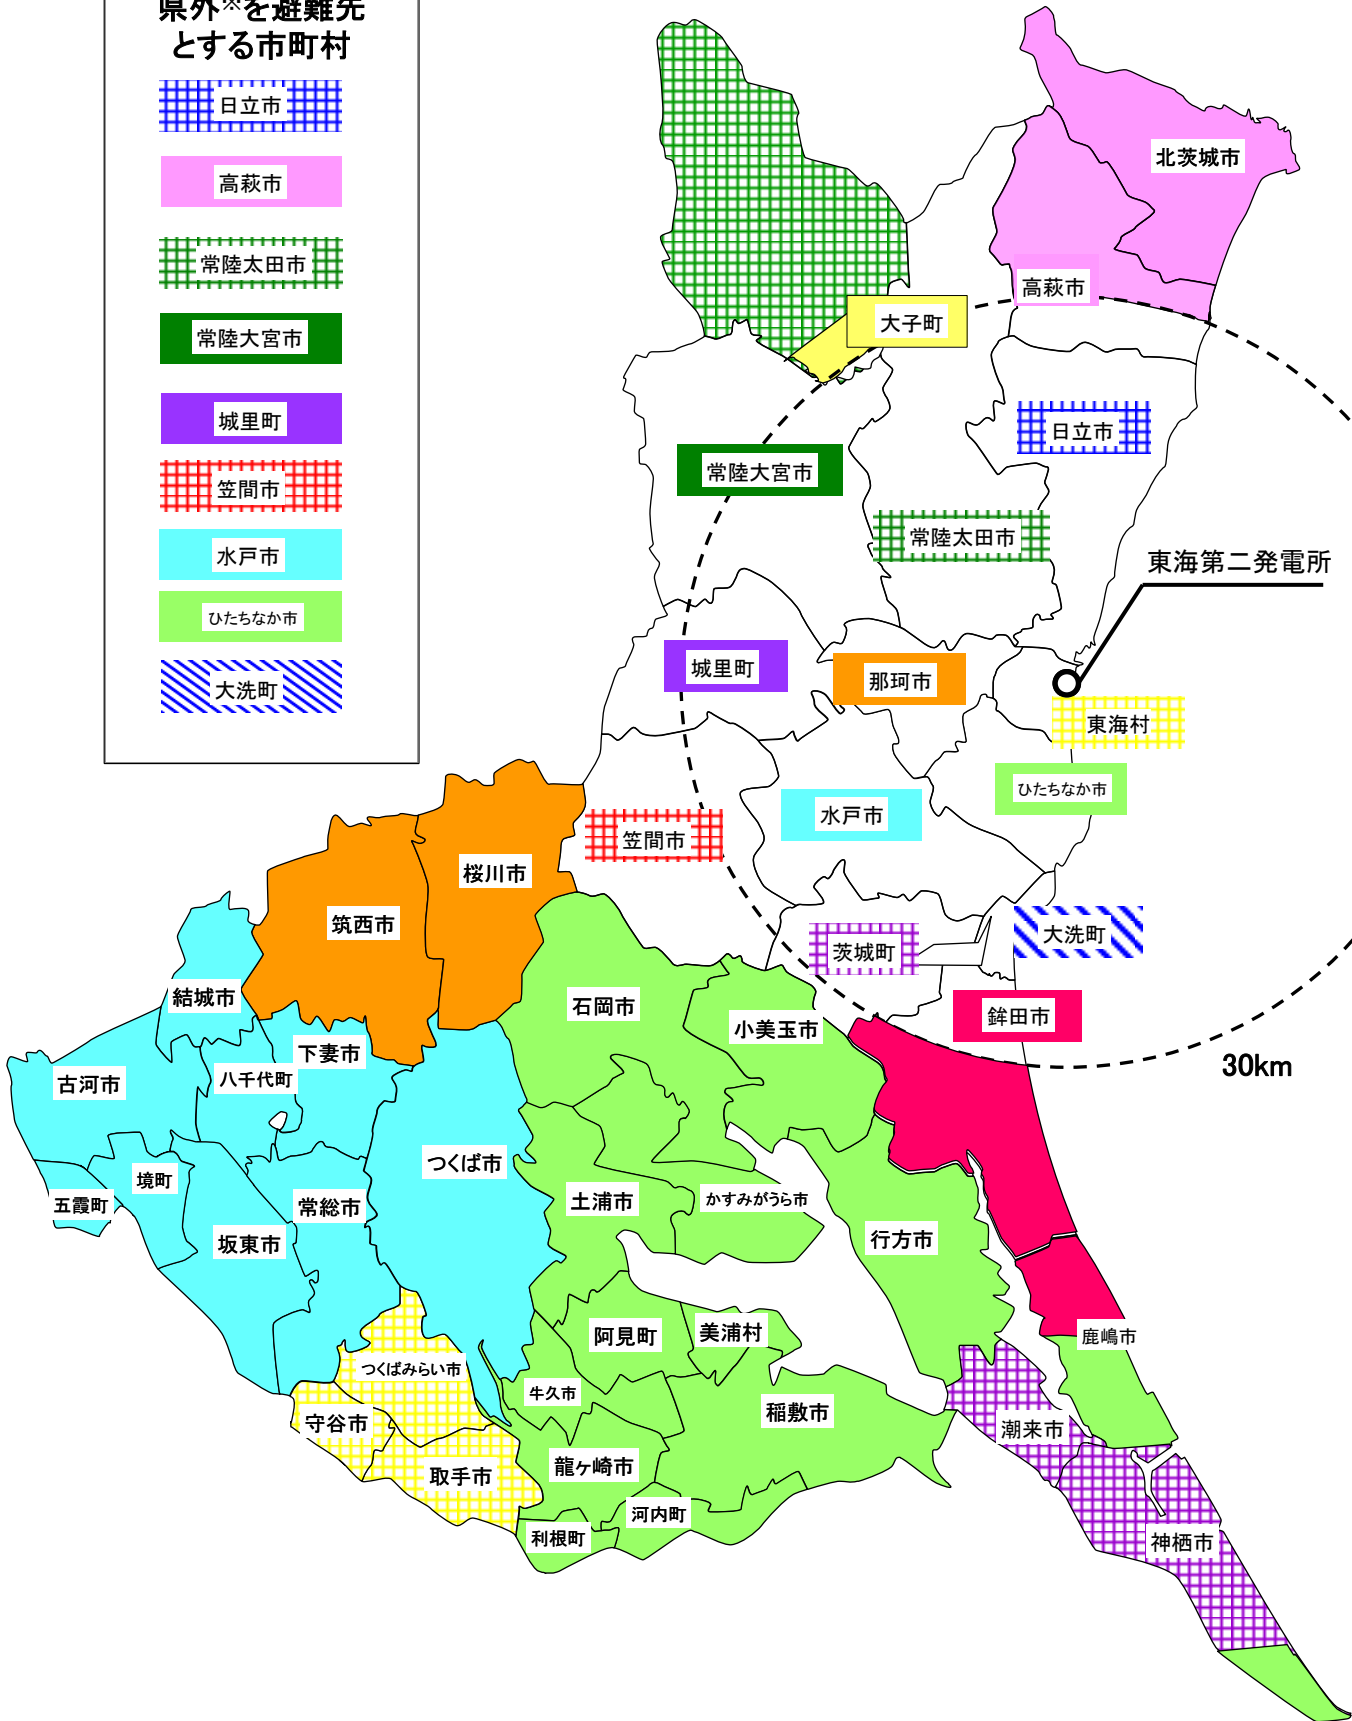 県外※を避難先
とする市町村
日立市
高萩市
常陸太田市
常陸大宮市
城里町
笠間市
水戸市
ひたちなか市
大洗町
北茨城市
高萩市
大子町
日立市
常陸大宮市
常陸太田市
東海第二発電所
城里町
那珂市
東海村
ひたちなか市
水戸市
笠間市
桜川市
筑西市
大洗町
茨城町
結城市
石岡市
小美玉市
鉾田市
30km
下妻市
八千代町
古河市
つくば市
境町
五霞町
常総市
坂東市
土浦市
かすみがうら市
行方市
阿見町
美浦村
鹿嶋市
つくばみらい市
牛久市
稲敷市
守谷市
潮来市
取手市
龍ヶ崎市
河内町
利根町
神栖市